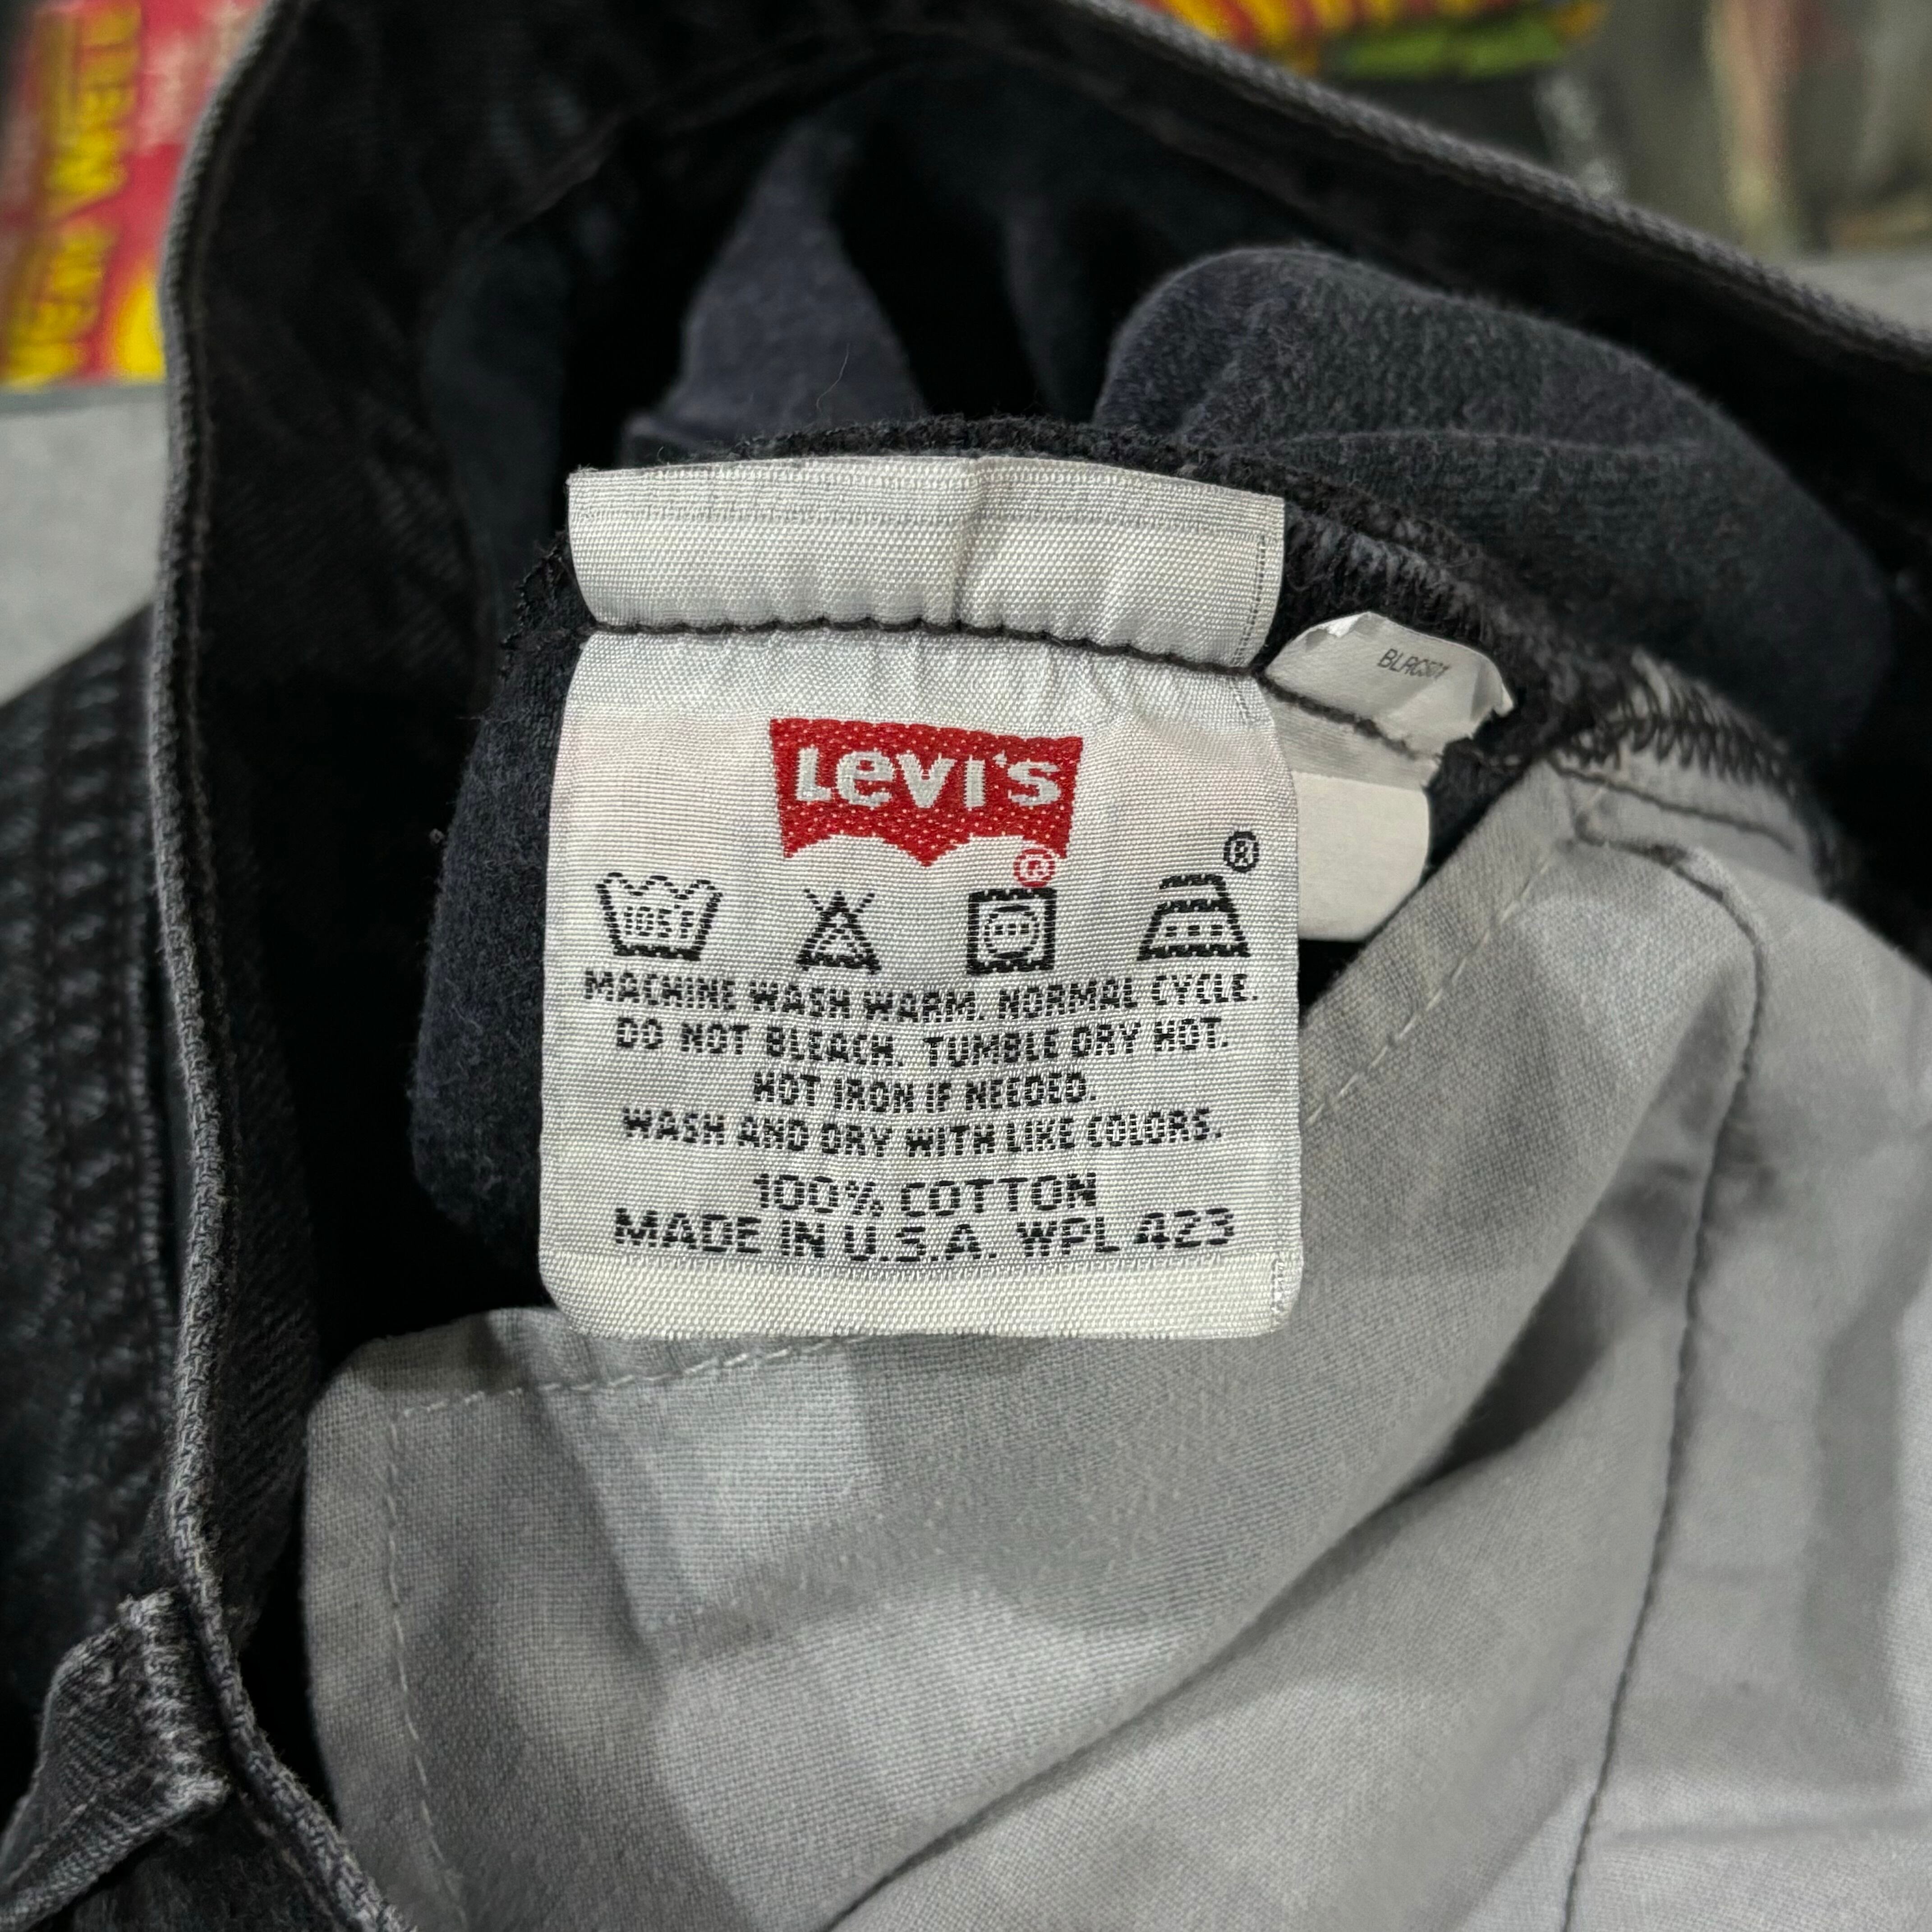 Levi's
®
®
105F
MACHINE WASH WARM. NORMAL CYCLE.
DO NOT BLEACH. TUMBLE DRY HOT.
HOT IRON IF NEEDED.
WASH AND DRY WITH LIKE COLORS.
100% COTTON
MADE IN U.S.A. WPL 423